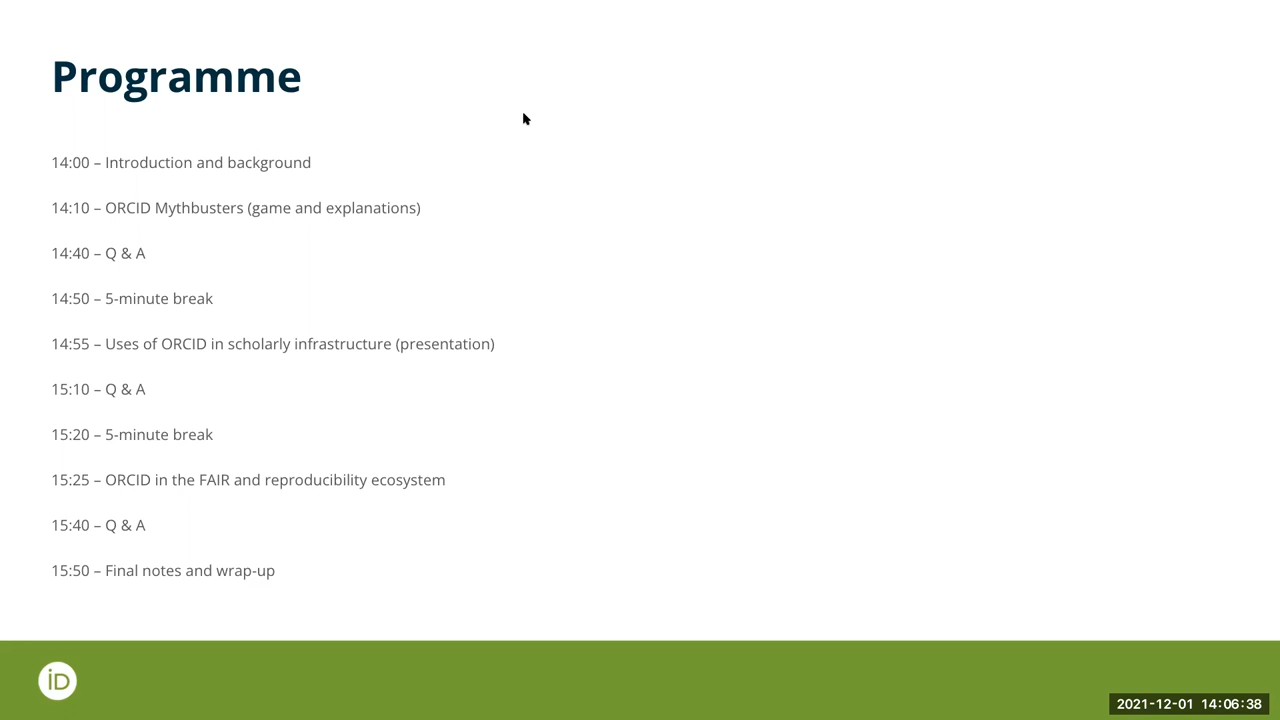 Programme
14:00 – Introduction and background
14:10 – ORCID Mythbusters (game and explanations)
14:40 – Q & A
14:50 – 5-minute break
14:55 – Uses of ORCID in scholarly infrastructure (presentation)
15:10 – Q & A
15:20 – 5-minute break
15:25 – ORCID in the FAIR and reproducibility ecosystem
15:40 – Q & A
15:50 – Final notes and wrap-up
iD
2021-12-01 14:06:38